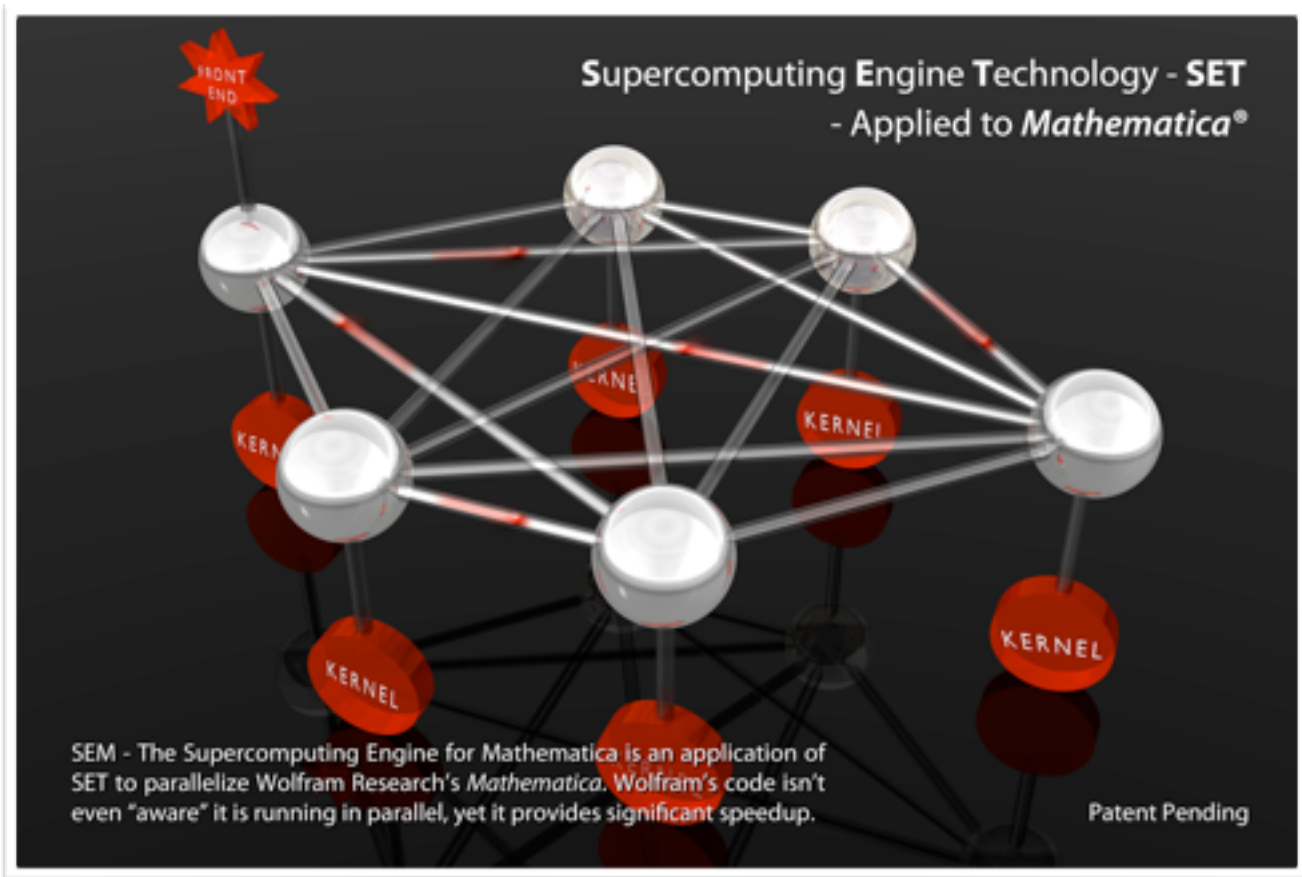 FRONT
END
Supercomputing Engine Technology - SET
- Applied to Mathematica®
KERNEL
KERNEL
KERNEL
SEM - The Supercomputing Engine for Mathematica is an application of
SET to parallelize Wolfram Research's Mathematica. Wolfram's code isn't
even "aware" it is running in parallel, yet it provides significant speedup.
Patent Pending